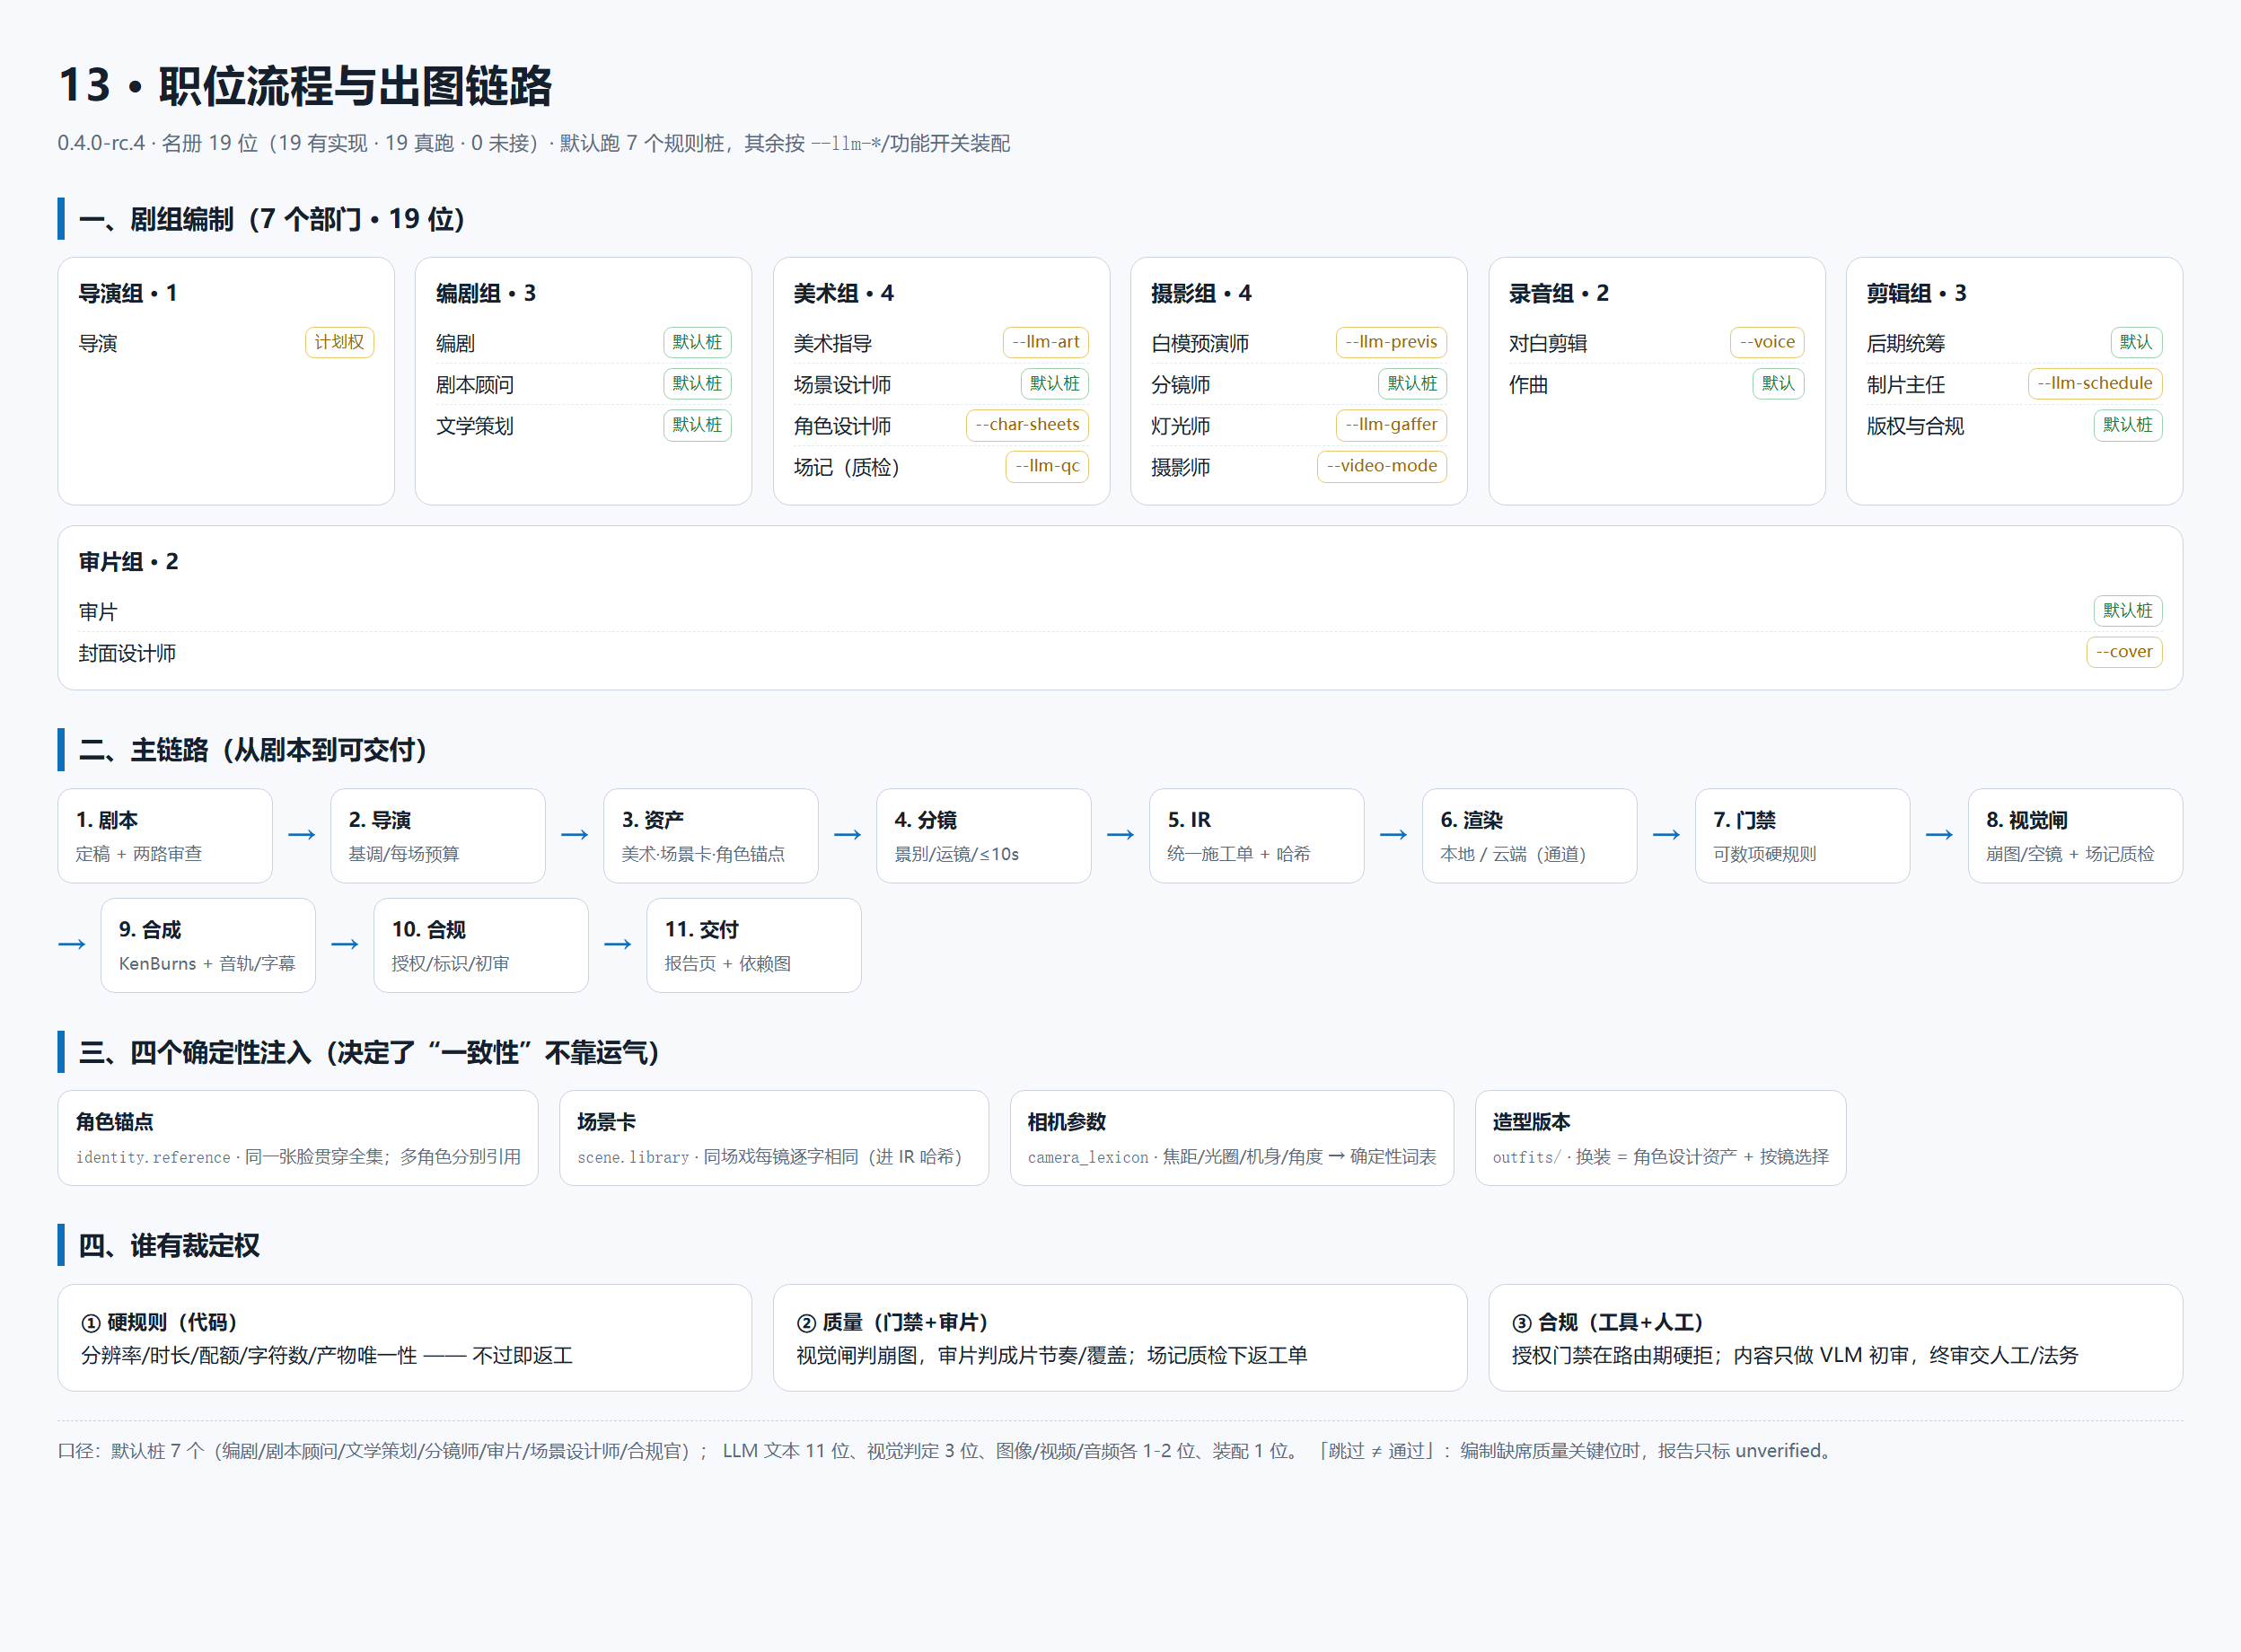 13 · 职位流程与出图链路
0.4.0-rc.4 · 名册 19 位（19 有实现 · 19 真跑 · 0 未接）· 默认跑 7 个规则桩，其余按 --llm-*/功能开关装配
一、剧组编制（7 个部门 · 19 位）
导演组 · 1
导演 计划权
编剧组 · 3
编剧 默认桩
剧本顾问 默认桩
文学策划 默认桩
美术组 · 4
美术指导 --llm-art
场景设计师 默认桩
角色设计师 --char-sheets
场记（质检） --llm-qc
摄影组 · 4
白模预演师 --llm-previs
分镜师 默认桩
灯光师 --llm-gaffer
摄影师 --video-mode
录音组 · 2
对白剪辑 --voice
作曲 默认
剪辑组 · 3
后期统筹 默认
制片主任 --llm-schedule
版权与合规 默认桩
审片组 · 2
审片 默认桩
封面设计师 --cover
二、主链路（从剧本到可交付）
1. 剧本
定稿 + 两路审查
→
2. 导演
基调/每场预算
→
3. 资产
美术·场景卡·角色锚点
→
4. 分镜
景别/运镜/≤10s
→
5. IR
统一施工单 + 哈希
→
6. 渲染
本地 / 云端（通道）
→
7. 门禁
可数项硬规则
→
8. 视觉闸
崩图/空镜 + 场记质检
→
9. 合成
KenBurns + 音轨/字幕
→
10. 合规
授权/标识/初审
→
11. 交付
报告页 + 依赖图
三、四个确定性注入（决定了“一致性”不靠运气）
角色锚点
identity.reference · 同一张脸贯穿全集；多角色分别引用
场景卡
scene.library · 同场戏每镜逐字相同（进 IR 哈希）
相机参数
camera_lexicon · 焦距/光圈/机身/角度 → 确定性词表
造型版本
outfits/ · 换装 = 角色设计资产 + 按镜选择
四、谁有裁定权
① 硬规则（代码）
分辨率/时长/配额/字符数/产物唯一性 —— 不过即返工
② 质量（门禁+审片）
视觉闸判崩图，审片判成片节奏/覆盖；场记质检下返工单
③ 合规（工具+人工）
授权门禁在路由期硬拒；内容只做 VLM 初审，终审交人工/法务
口径：默认桩 7 个（编剧/剧本顾问/文学策划/分镜师/审片/场景设计师/合规官）； LLM 文本 11 位、视觉判定 3 位、图像/视频/音频各 1-2 位、装配 1 位。 「跳过 ≠ 通过」：编制缺席质量关键位时，报告只标 unverified。